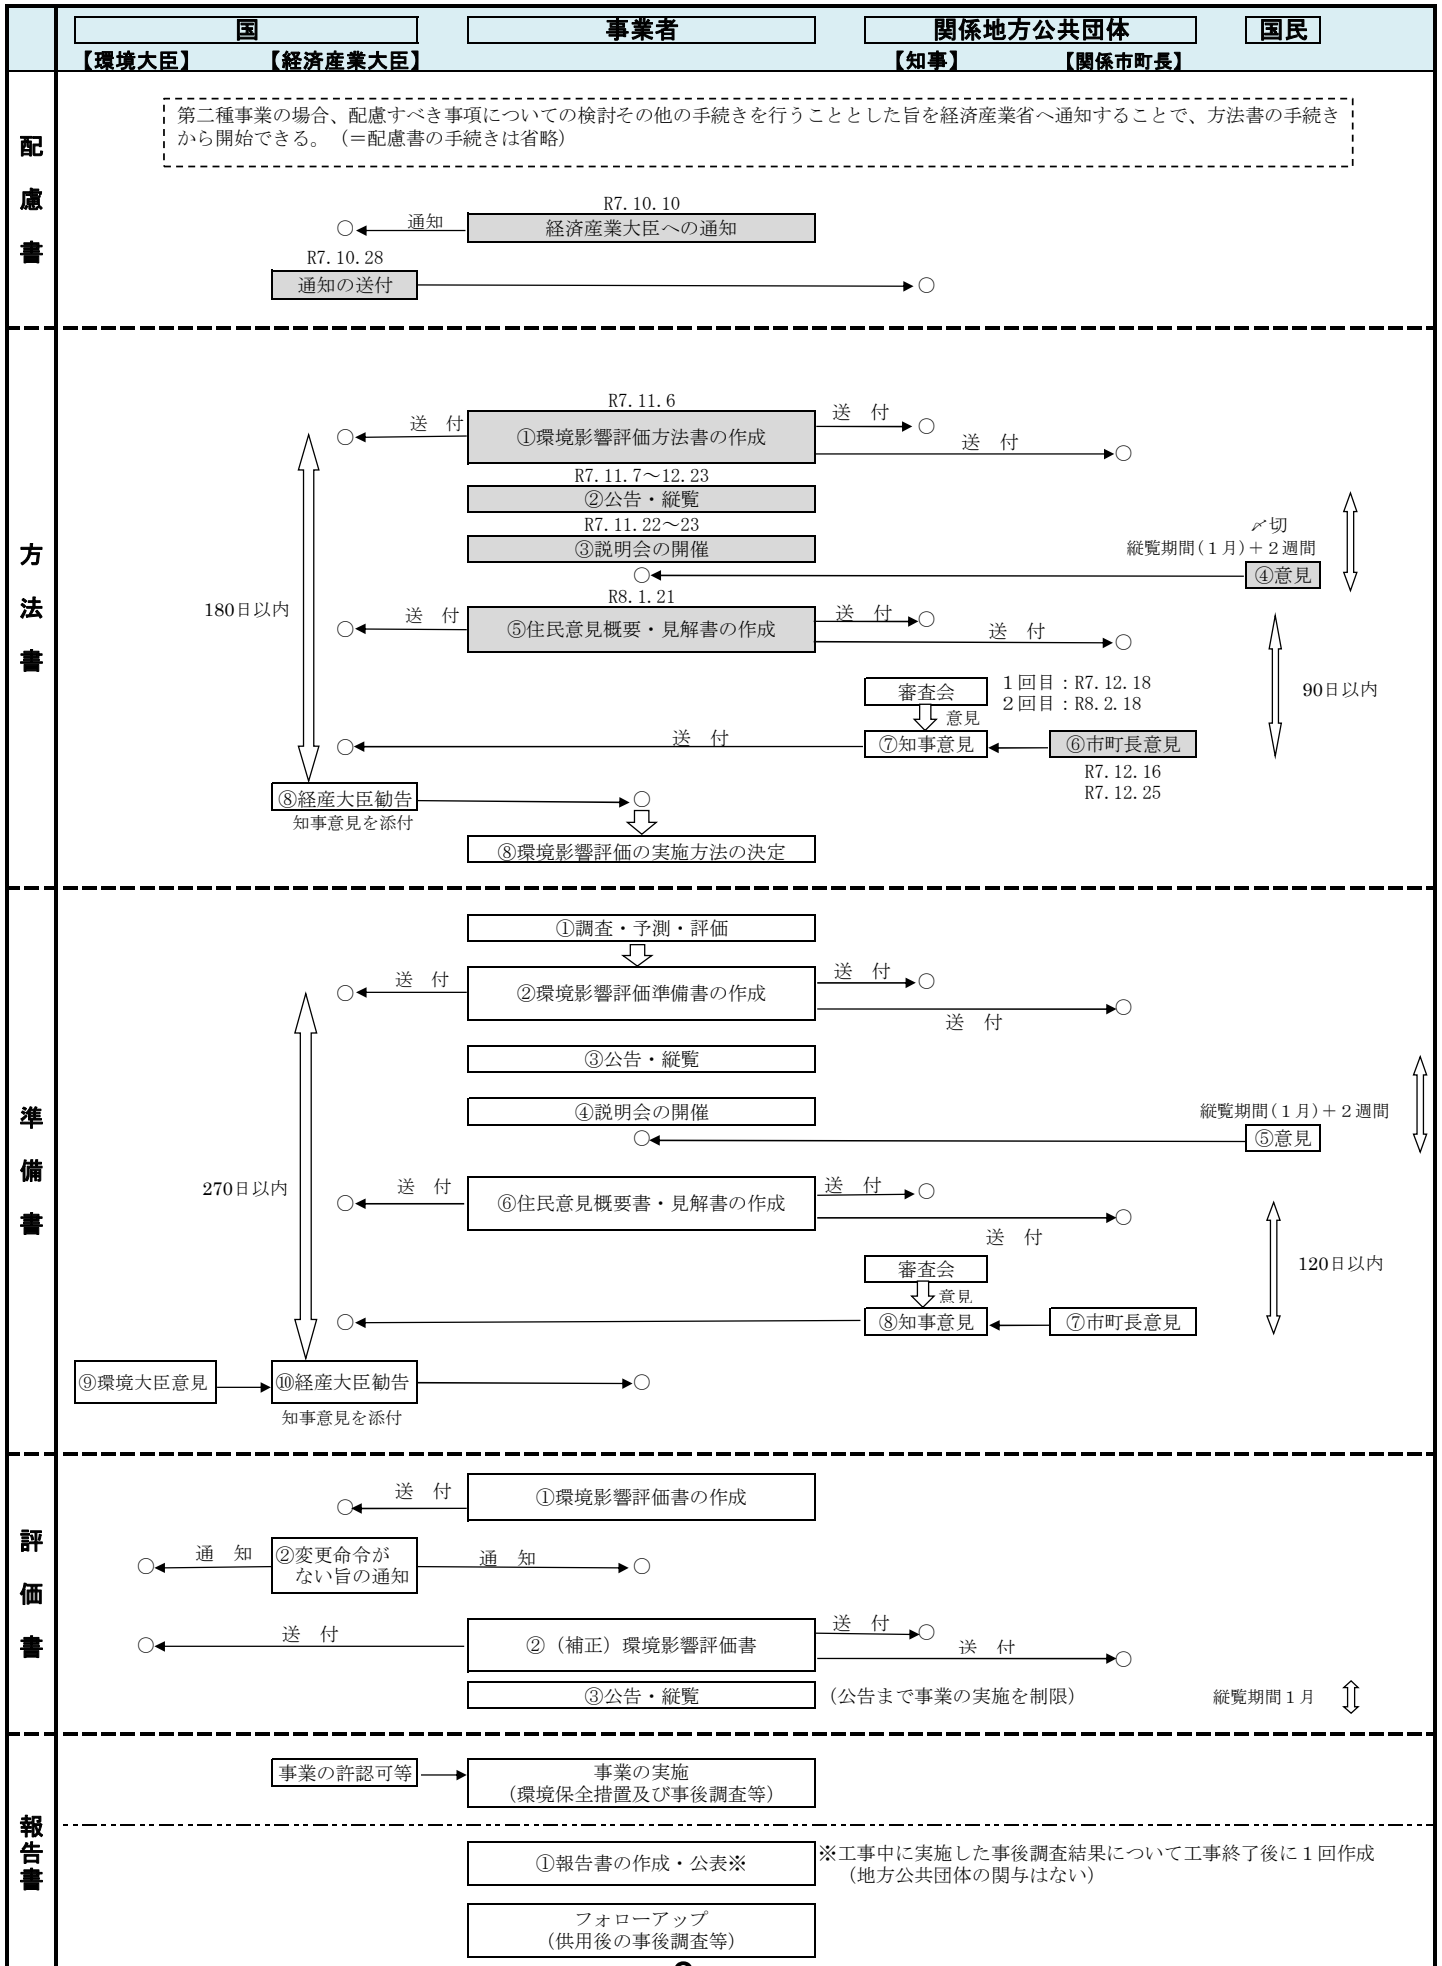 国
事業者
関係地方公共団体
国民
【環境大臣】
【経済産業大臣】
【知事】
【関係市町長】
配慮書
第二種事業の場合、配慮すべき事項についての検討その他の手続きを行うこととした旨を経済産業省へ通知することで、方法書の手続き
から開始できる。（＝配慮書の手続きは省略）
R7.10.10
○
通知
経済産業大臣への通知
R7.10.28
通知の送付
○
方法書
R7.11.6
○
送　付
①環境影響評価方法書の作成
送　付
○
送　付
○
R7.11.7～12.23
②公告・縦覧
R7.11.22～23
③説明会の開催
〆切
縦覧期間(１月)＋２週間
○
④意見
180日以内
R8.1.21
○
送　付
⑤住民意見概要・見解書の作成
送　付
○
送　付
○
審査会
１回目：R7.12.18
２回目：R8.2.18
90日以内
意見
○
送　付
⑦知事意見
⑥市町長意見
R7.12.16
R7.12.25
⑧経産大臣勧告
○
知事意見を添付
⑧環境影響評価の実施方法の決定
準備書
①調査・予測・評価
○
送　付
②環境影響評価準備書の作成
送　付
○
送　付
○
③公告・縦覧
④説明会の開催
縦覧期間(１月)＋２週間
○
⑤意見
270日以内
○
送　付
⑥住民意見概要書・見解書の作成
送　付
○
送　付
○
審査会
120日以内
意見
○
⑧知事意見
⑦市町長意見
⑨環境大臣意見
⑩経産大臣勧告
○
知事意見を添付
評価書
○
送　付
①環境影響評価書の作成
○
通　知
②変更命令が
ない旨の通知
通　知
○
○
送　付
②（補正）環境影響評価書
送　付
○
送　付
○
③公告・縦覧
（公告まで事業の実施を制限）
縦覧期間１月
報告書
事業の許認可等
事業の実施
（環境保全措置及び事後調査等）
①報告書の作成・公表※
※工事中に実施した事後調査結果について工事終了後に１回作成
（地方公共団体の関与はない）
フォローアップ
（供用後の事後調査等）